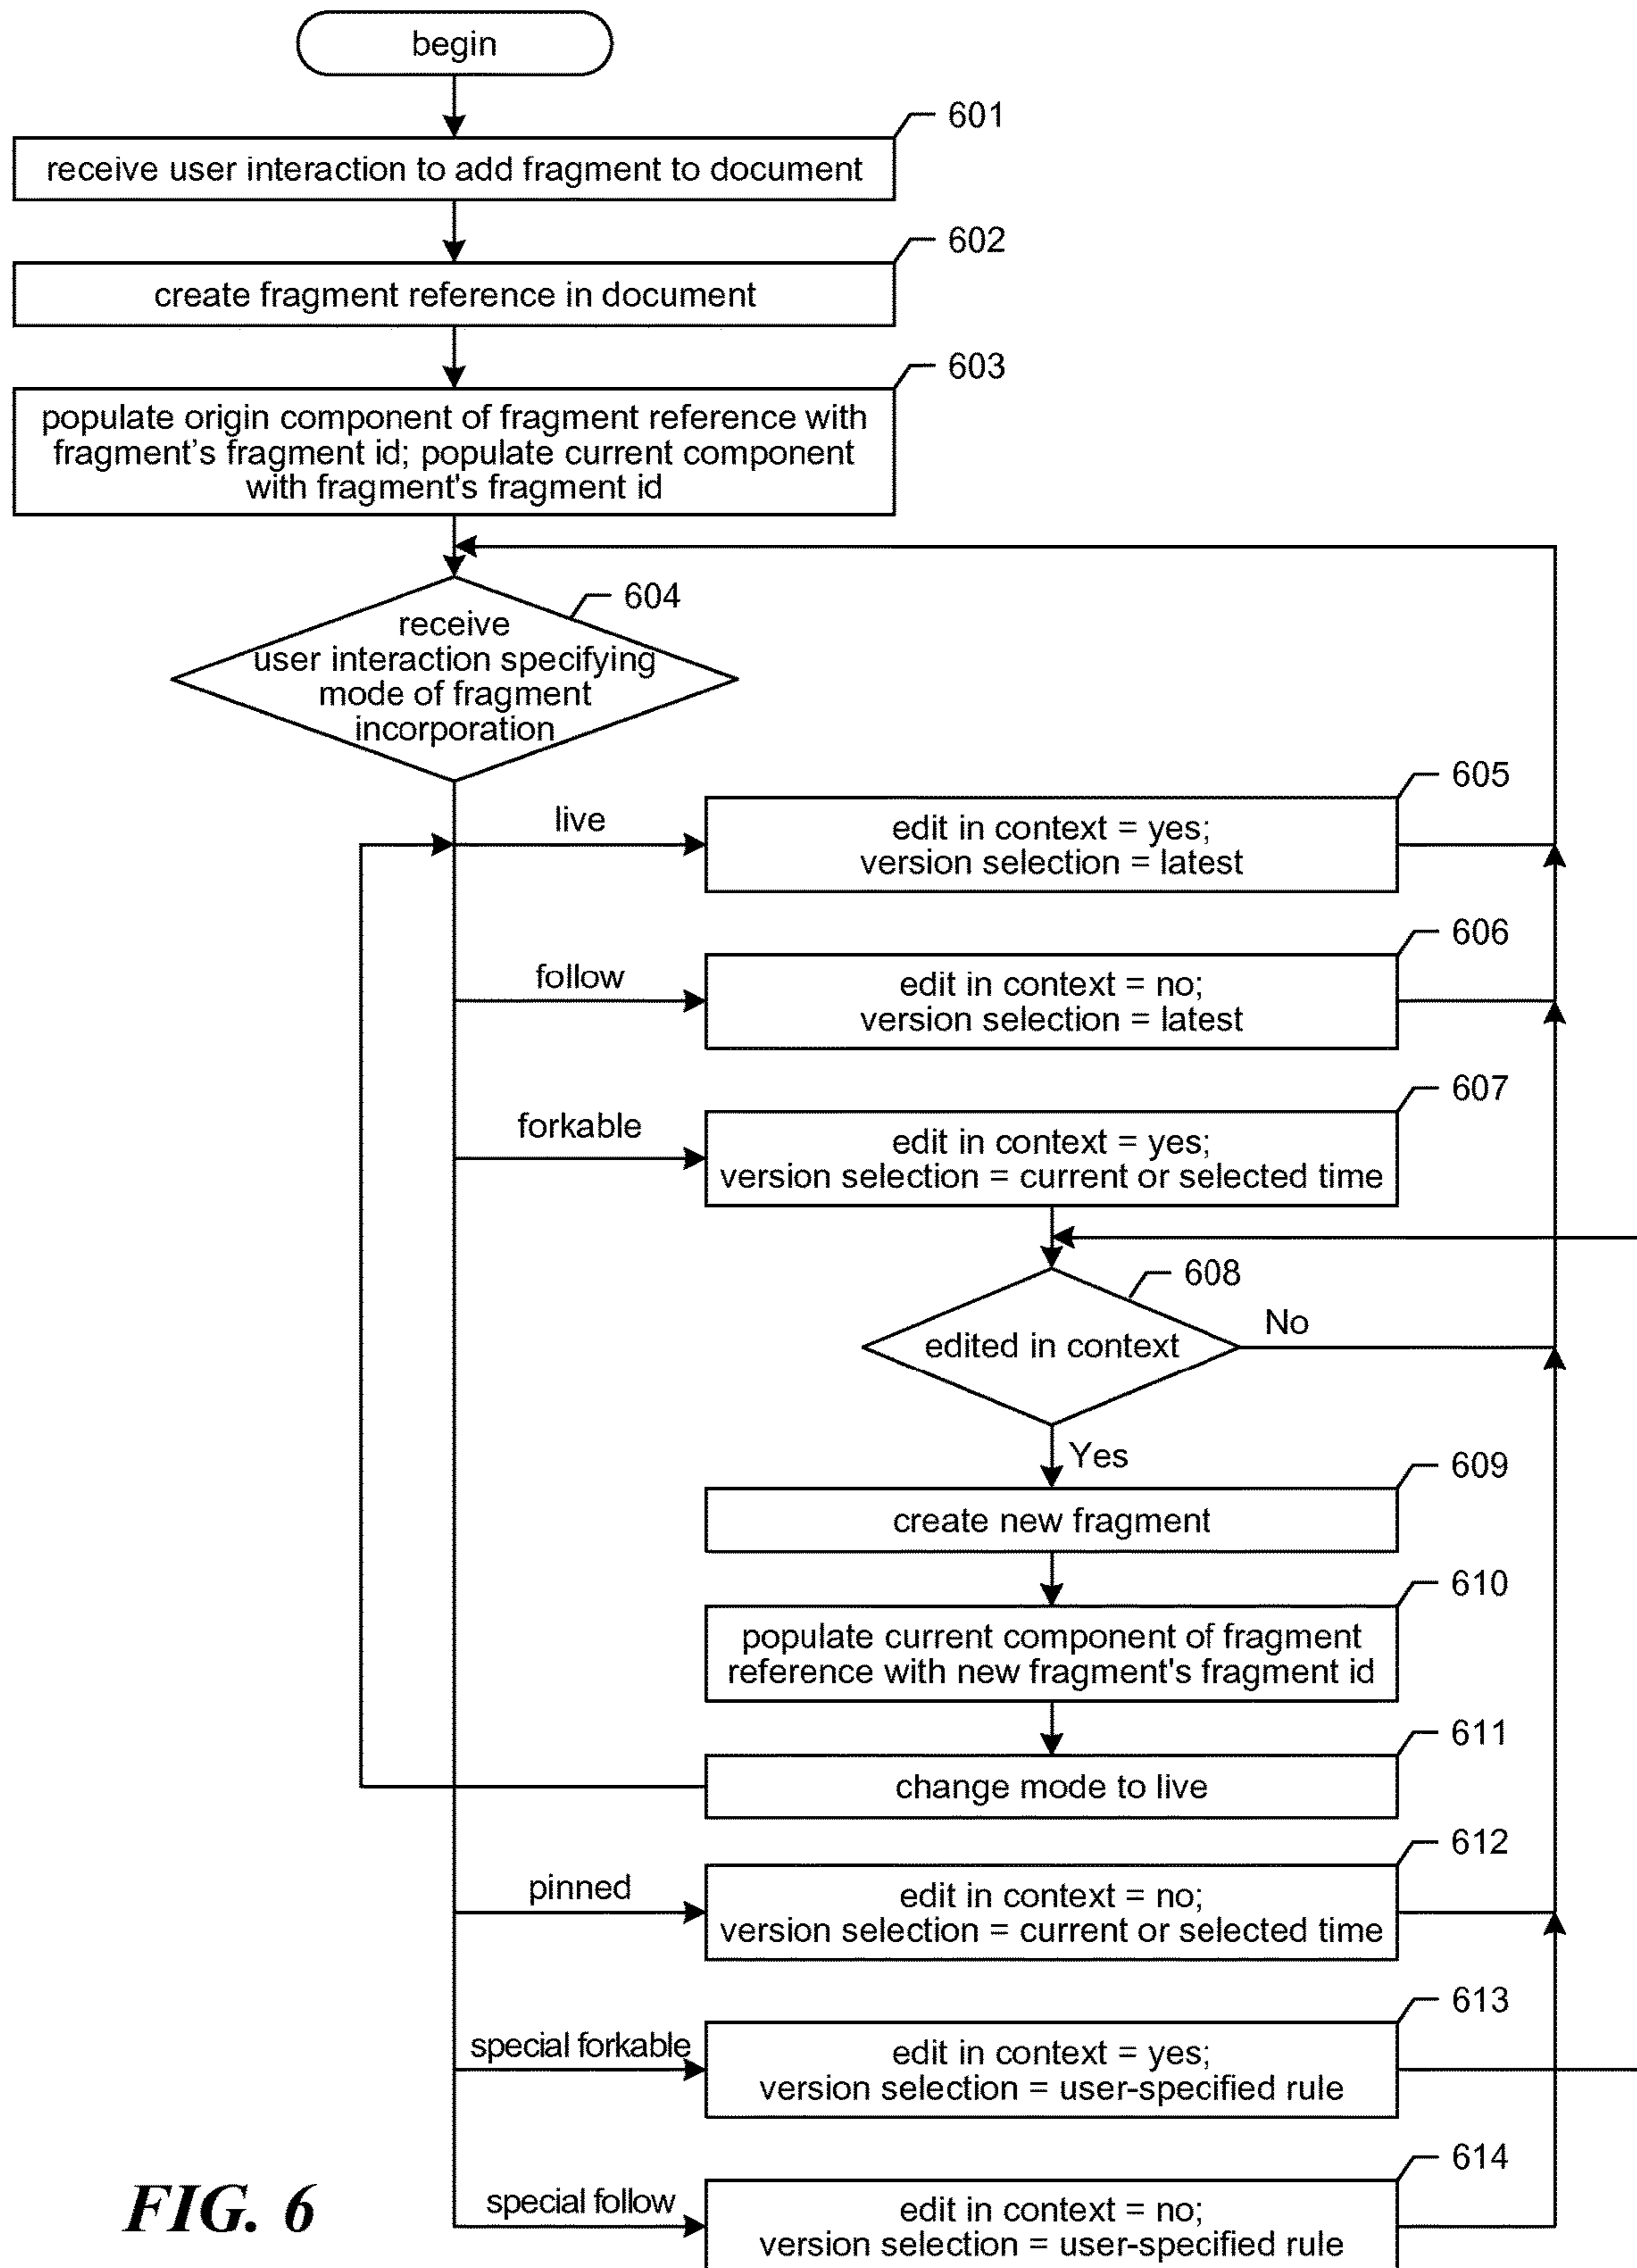 begin
601
receive user interaction to add fragment to document
602
create fragment reference in document
603
populate origin component of fragment reference with
fragment’s fragment id; populate current component
with fragment's fragment id
604
receive
user interaction specifying
mode of fragment
incorporation
605
live
edit in context = yes;
version selection = latest
606
follow
edit in context = no;
version selection = latest
607
forkable
edit in context = yes;
version selection = current or selected time
608
edited in context
No
Yes
609
create new fragment
610
populate current component of fragment
reference with new fragment's fragment id
611
change mode to live
612
pinned
edit in context = no;
version selection = current or selected time
613
special forkable
edit in context = yes;
version selection = user-specified rule
614
special follow
edit in context = no;
version selection = user-specified rule
FIG. 6